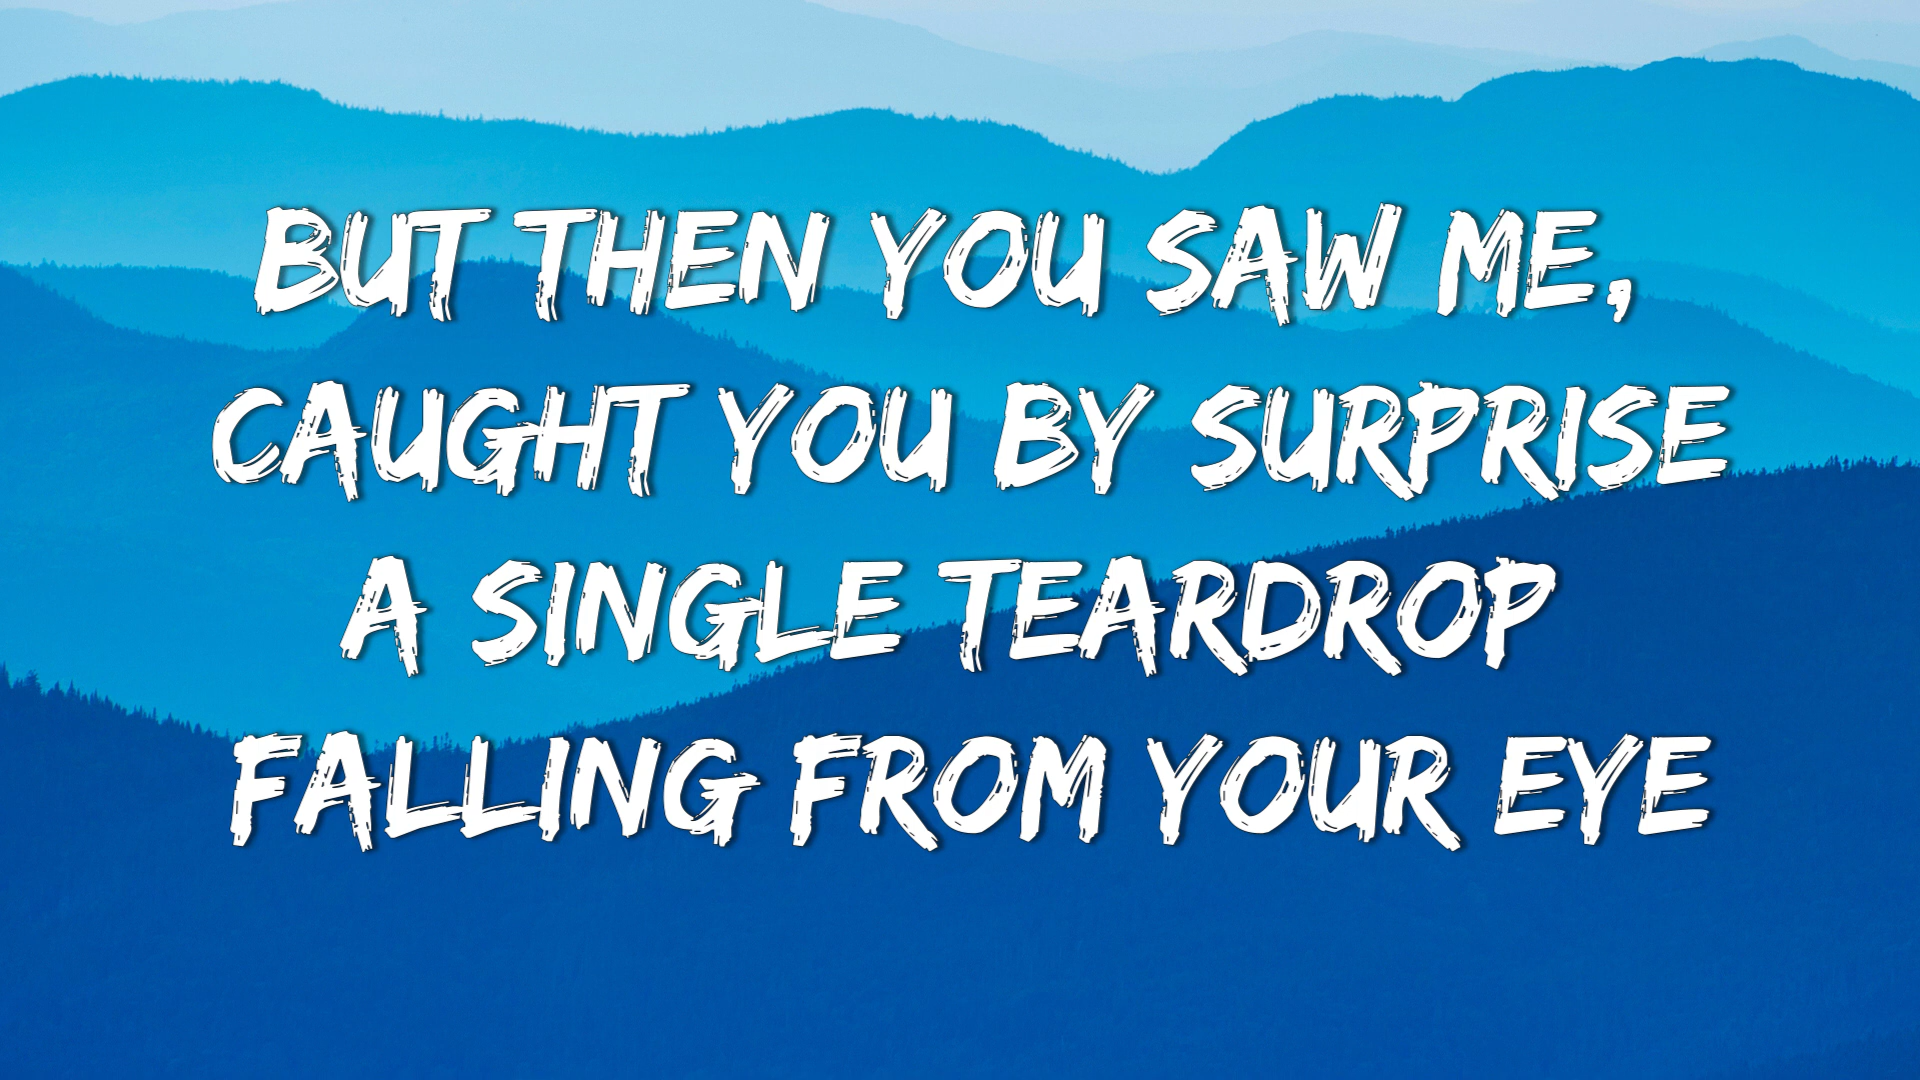 BUT THEN YOU SAW ME,
CAUGHT YOU BY SURPRISE
A SINGLE TEARDROP
FALLING FROM YOUR EYE